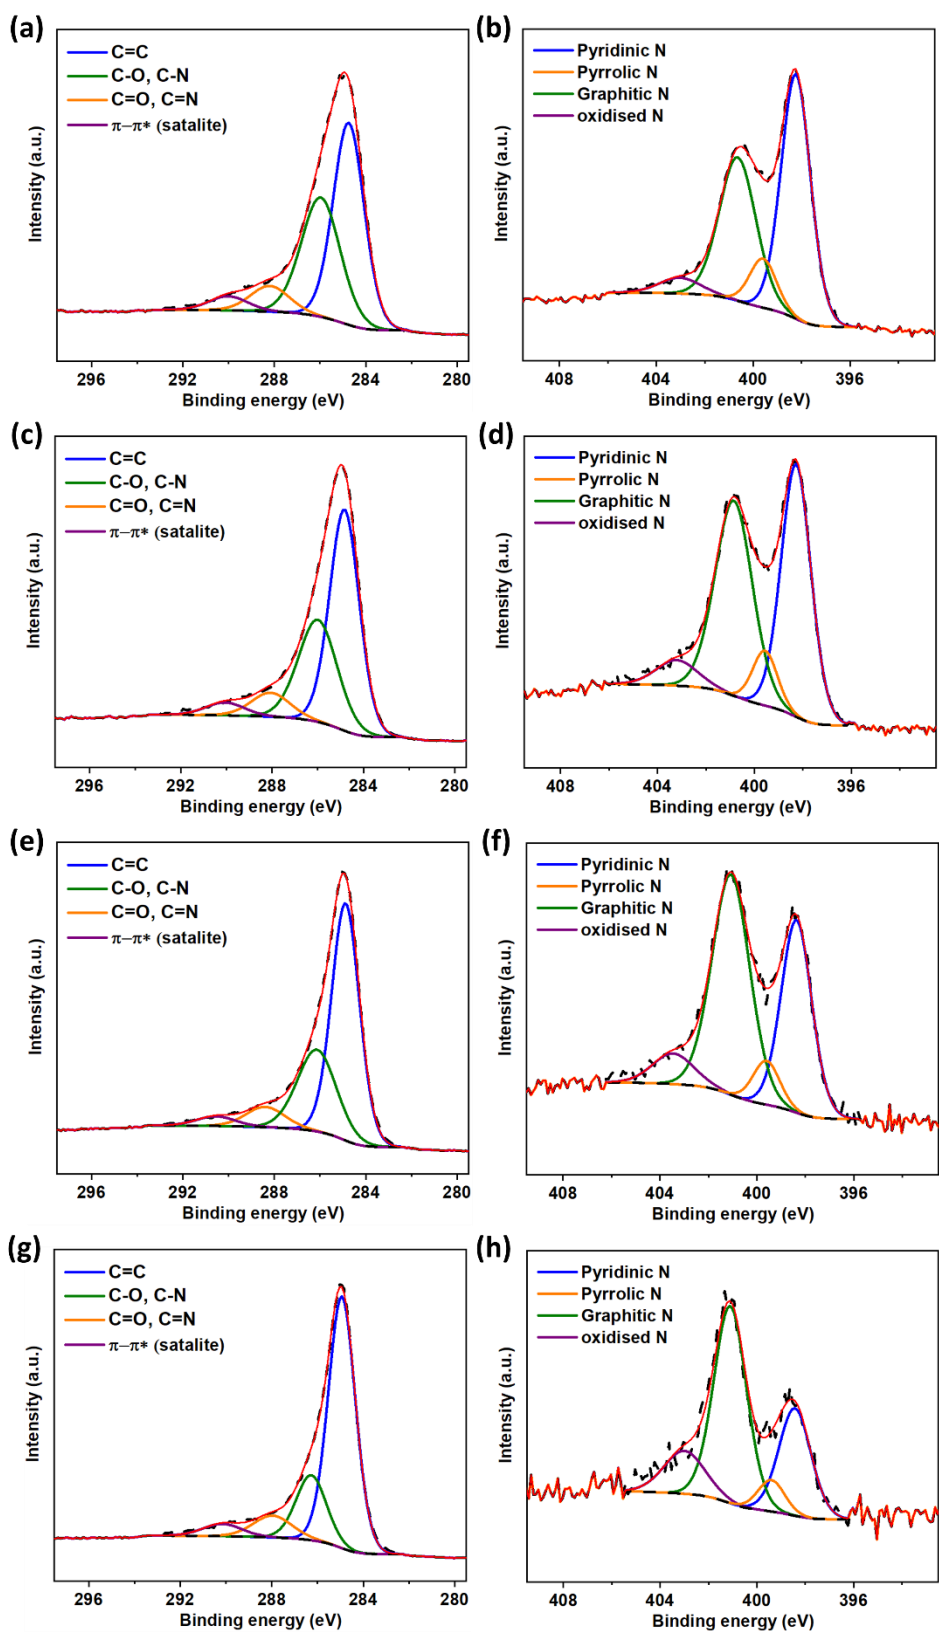 (a)
C=C
C-O, C-N
C=O, C=N
π–π* (satalite)
Intensity (a.u.)
296 292 288 284 280
Binding energy (eV)
(b)
Pyridinic N
Pyrrolic N
Graphitic N
oxidised N
Intensity (a.u.)
408 404 400 396
Binding energy (eV)
(c)
C=C
C-O, C-N
C=O, C=N
π–π* (satalite)
Intensity (a.u.)
296 292 288 284 280
Binding energy (eV)
(d)
Pyridinic N
Pyrrolic N
Graphitic N
oxidised N
Intensity (a.u.)
408 404 400 396
Binding energy (eV)
(e)
C=C
C-O, C-N
C=O, C=N
π–π* (satalite)
Intensity (a.u.)
296 292 288 284 280
Binding energy (eV)
(f)
Pyridinic N
Pyrrolic N
Graphitic N
oxidised N
Intensity (a.u.)
408 404 400 396
Binding energy (eV)
(g)
C=C
C-O, C-N
C=O, C=N
π–π* (satalite)
Intensity (a.u.)
296 292 288 284 280
Binding energy (eV)
(h)
Pyridinic N
Pyrrolic N
Graphitic N
oxidised N
Intensity (a.u.)
408 404 400 396
Binding energy (eV)